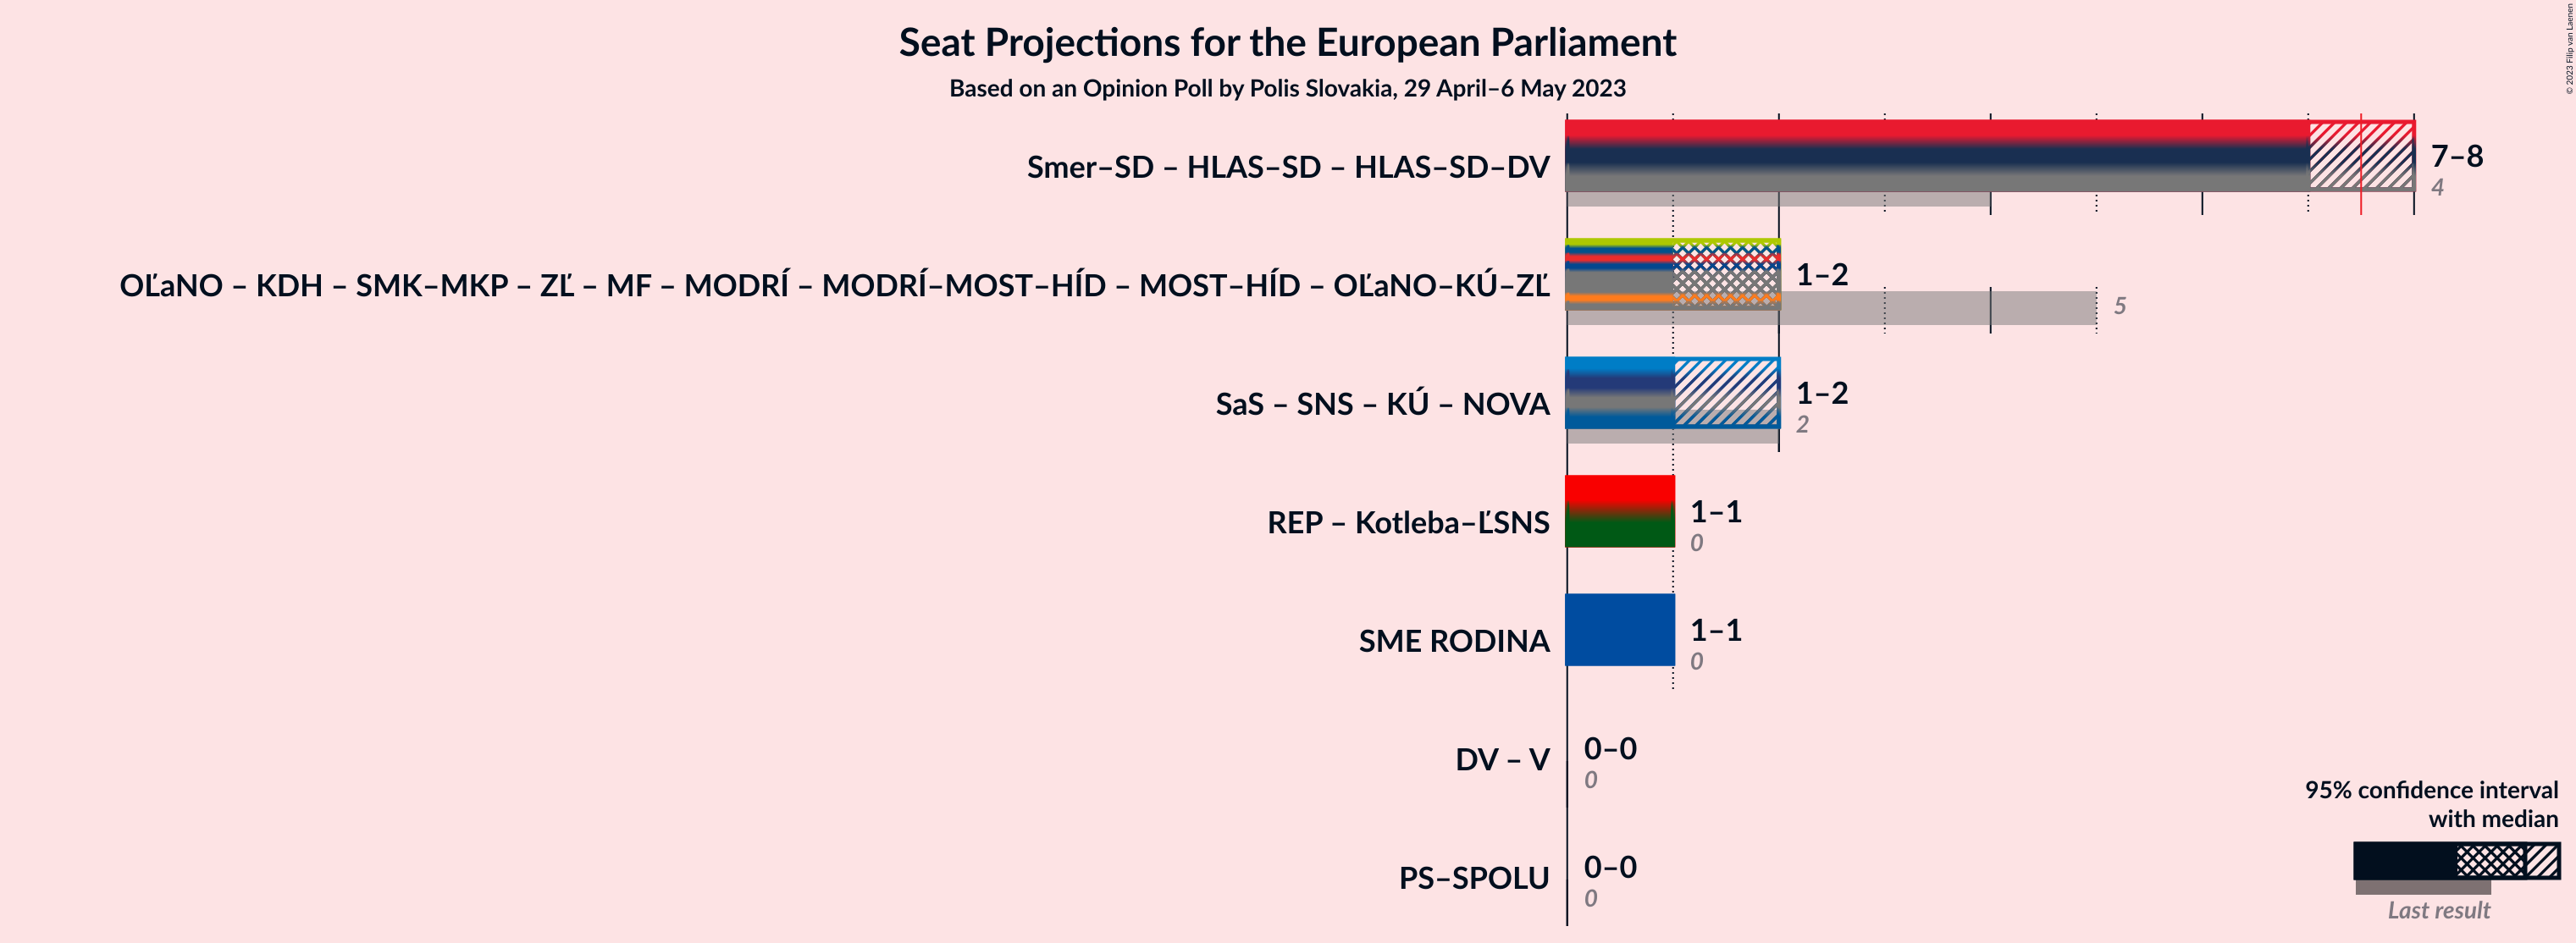 Seat Projections for the European Parliament
Based on an Opinion Poll by Polis Slovakia, 29 April–6 May 2023
© 2023 Filip van Laenen
Smer–SD – HLAS–SD – HLAS–SD–DV
7–8
4
OĽaNO – KDH – SMK–MKP – ZĽ – MF – MODRÍ – MODRÍ–MOST–HÍD – MOST–HÍD – OĽaNO–KÚ–ZĽ
1–2
5
SaS – SNS – KÚ – NOVA
1–2
2
REP – Kotleba–ĽSNS
1–1
0
SME RODINA
1–1
0
DV – V
0–0
0
PS–SPOLU
0–0
0
95% confidence interval
with median
Last result